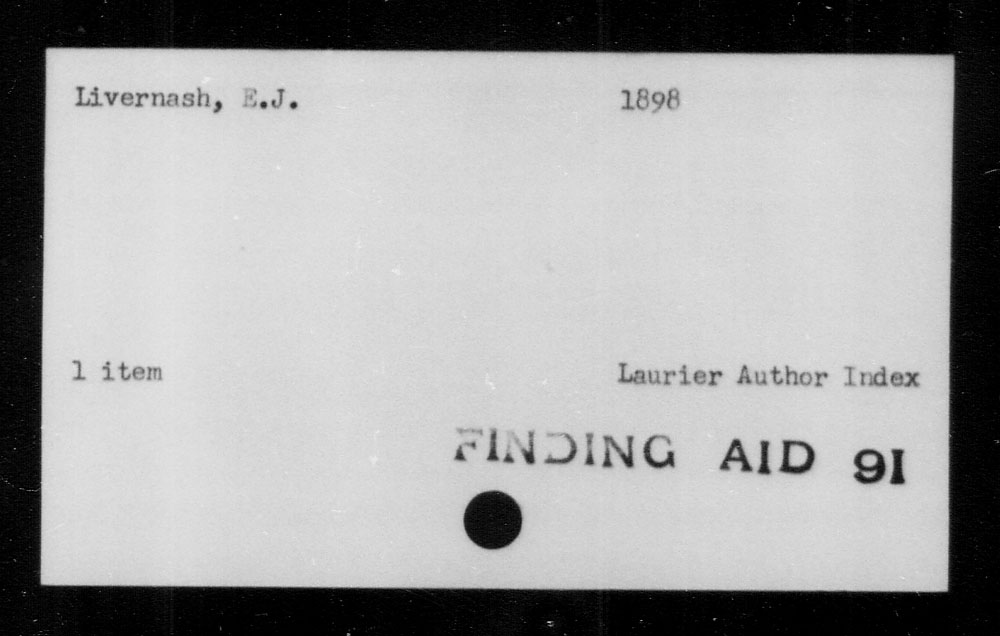 Livernash, E.J. 1898
1 item Laurier Author Index
FINDING AID 91